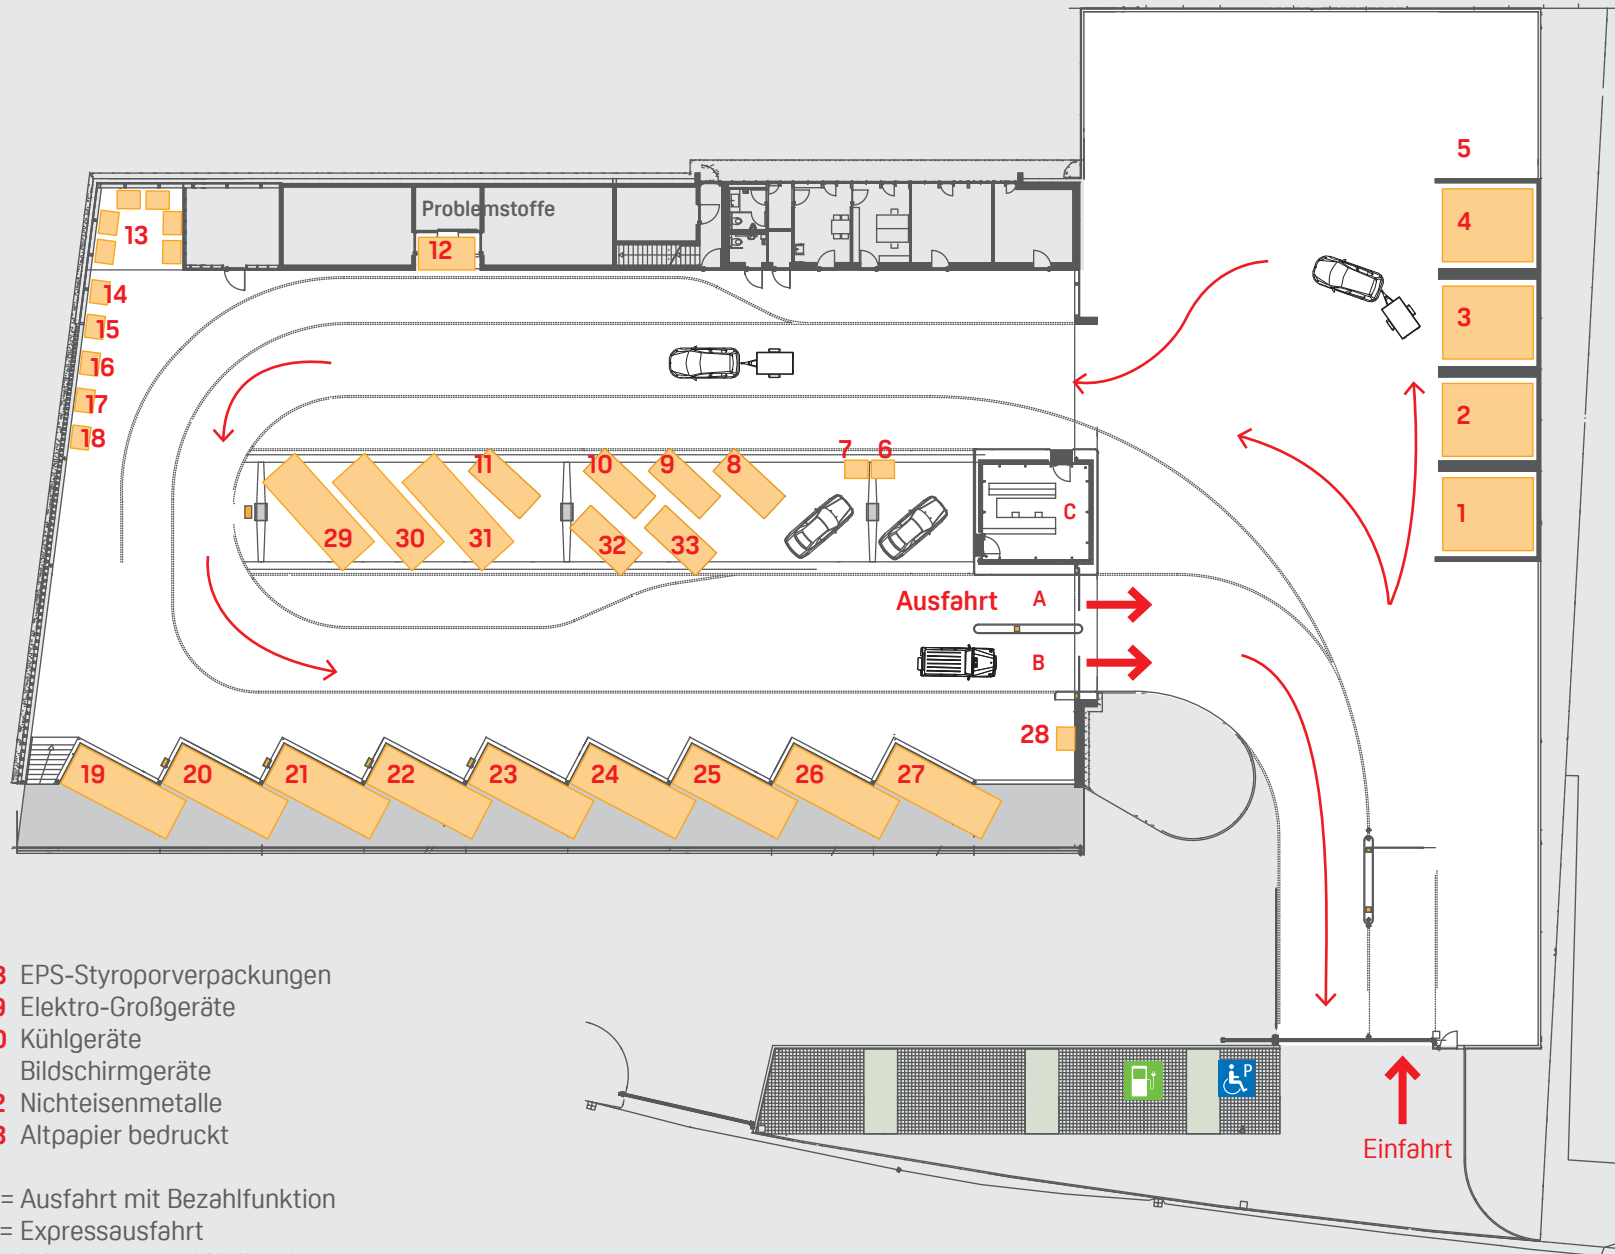 5
4
3
2
1
Problemstoffe
12
13
14
15
16
17
18
11
10
9
8
7
6
29
30
31
32
33
C
Ausfahrt A
B
28
19
20
21
22
23
24
25
26
27
EPS-Styroporverpackungen
Elektro-Großgeräte
Kühlgeräte
Bildschirmgeräte
Nichteisenmetalle
Altpapier bedruckt
= Ausfahrt mit Bezahlfunktion
= Expressausfahrt
P
Einfahrt